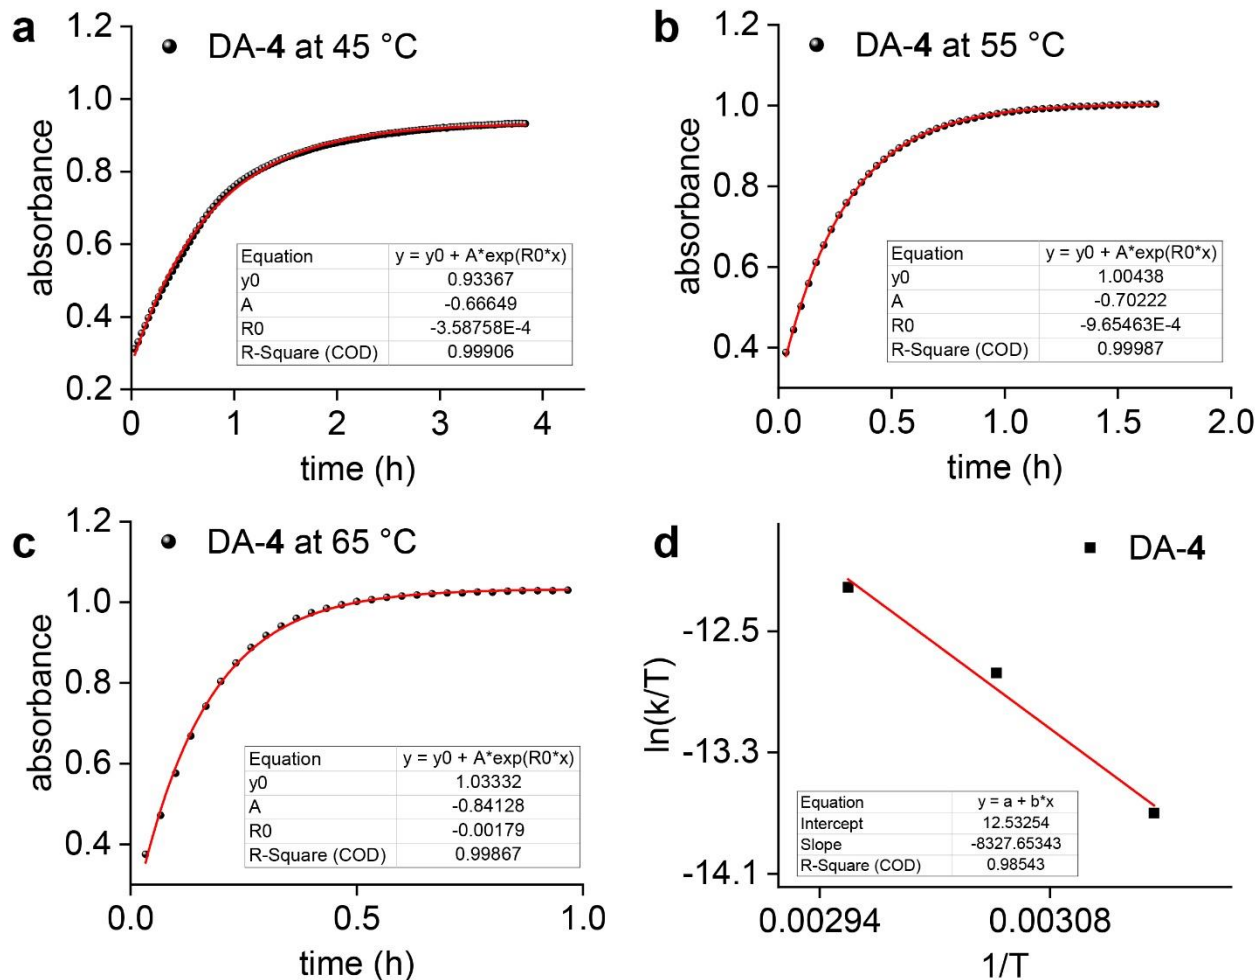 a
DA-4 at 45 °C
absorbance
1.2
1.0
0.8
0.6
0.4
0.2
Equation y = y0 + A*exp(R0*x)
y0 0.93367
A -0.66649
R0 -3.58758E-4
R-Square (COD) 0.99906
0 1 2 3 4
time (h)
b
DA-4 at 55 °C
absorbance
1.2
1.0
0.8
0.6
0.4
Equation y = y0 + A*exp(R0*x)
y0 1.00438
A -0.70222
R0 -9.65463E-4
R-Square (COD) 0.99987
0.0 0.5 1.0 1.5 2.0
time (h)
c
DA-4 at 65 °C
absorbance
1.2
1.0
0.8
0.6
0.4
Equation y = y0 + A*exp(R0*x)
y0 1.03332
A -0.84128
R0 -0.00179
R-Square (COD) 0.99867
0.0 0.5 1.0
time (h)
d
DA-4
ln(k/T)
-12.5
-13.3
-14.1
Equation y = a + b*x
Intercept 12.53254
Slope -8327.65343
R-Square (COD) 0.98543
0.00294 0.00308
1/T